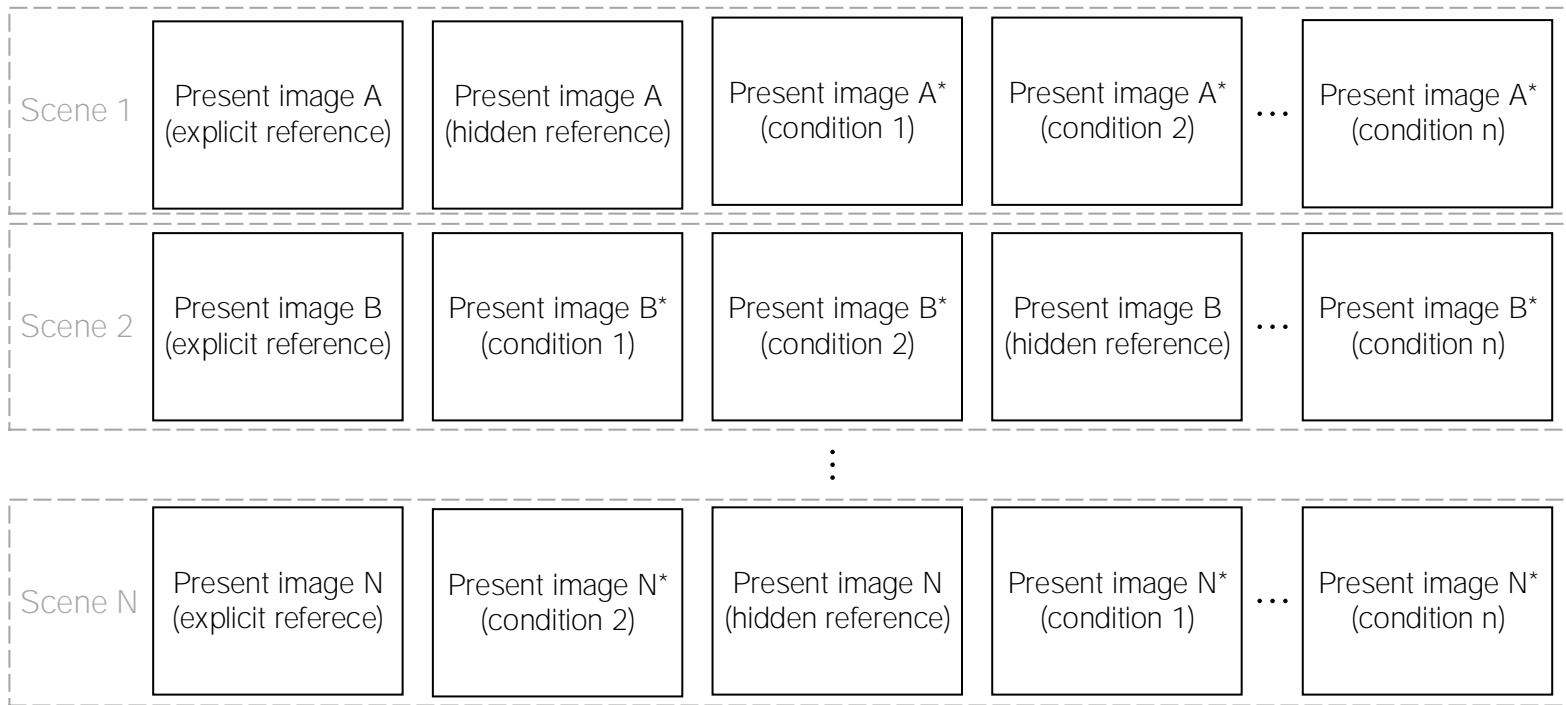 Scene 1
Present image A
(explicit reference)
Present image A
(hidden reference)
Present image A*
(condition 1)
Present image A*
(condition 2)
...
Present image A*
(condition n)
Scene 2
Present image B
(explicit reference)
Present image B*
(condition 1)
Present image B*
(condition 2)
Present image B
(hidden reference)
...
Present image B*
(condition n)
⋮
Scene N
Present image N
(explicit referece)
Present image N*
(condition 2)
Present image N
(hidden reference)
Present image N*
(condition 1)
...
Present image N*
(condition n)